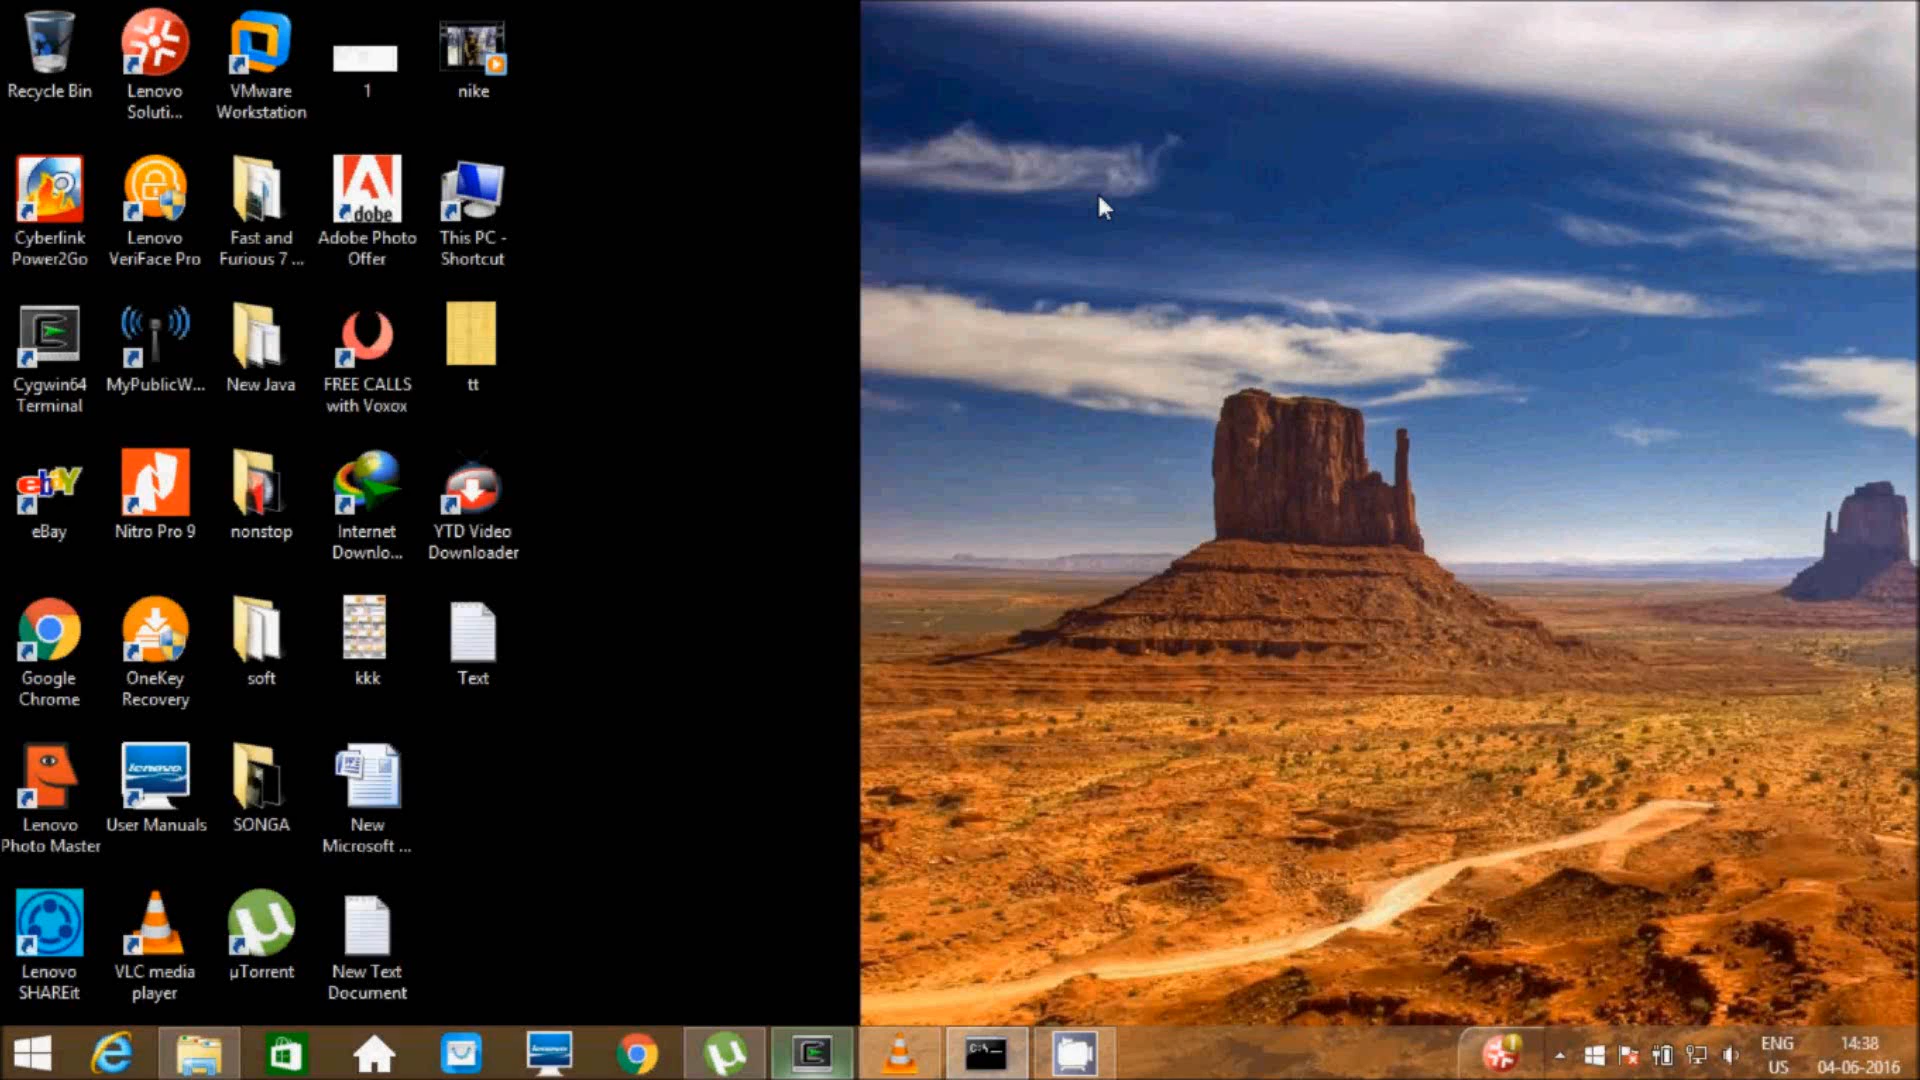 Recycle Bin
Lenovo
Soluti...
VMware
Workstation
1
nike
Cyberlink
Power2Go
Lenovo
VeriFace Pro
Fast and
Furious 7 ...
Adobe
Adobe Photo
Offer
This PC -
Shortcut
Cygwin64
Terminal
MyPublicW...
New Java
FREE CALLS
with Voxox
tt
ebY
eBay
Nitro Pro 9
nonstop
Internet
Downlo...
YTD Video
Downloader
Google
Chrome
OneKey
Recovery
soft
kkk
Text
Lenovo
Photo Master
lenovo
User Manuals
SONGA
New
Microsoft ...
Lenovo
SHAREit
VLC media
player
µ
µTorrent
New Text
Document
C:\
ENG
US
14:38
04-06-2016